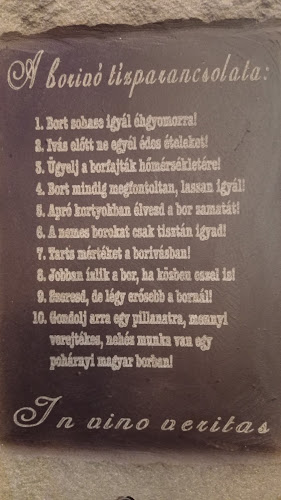 A borivó tízparancsolata:
1. Bort sohase igyál éhgyomorra!
2. Ivás előtt ne egyél édes ételeket!
3. Ügyelj a borfajták hőmérsékletére!
4. Bort mindig megfontoltan, lassan igyál!
5. Apró kortyokban élvesd a bor zamatát!
6. A nemes borokat csak tisztán igyad!
7. Tarts mértéket a borivásban!
8. Jobban ízlik a bor, ha közben eszel is!
9. Szeresd, de légy erősebb a bornál!
10. Gondolj arra egy pillanatra, mennyi
verejtékes, nehéz munka van egy
pohárnyi magyar borban!
In vino veritas